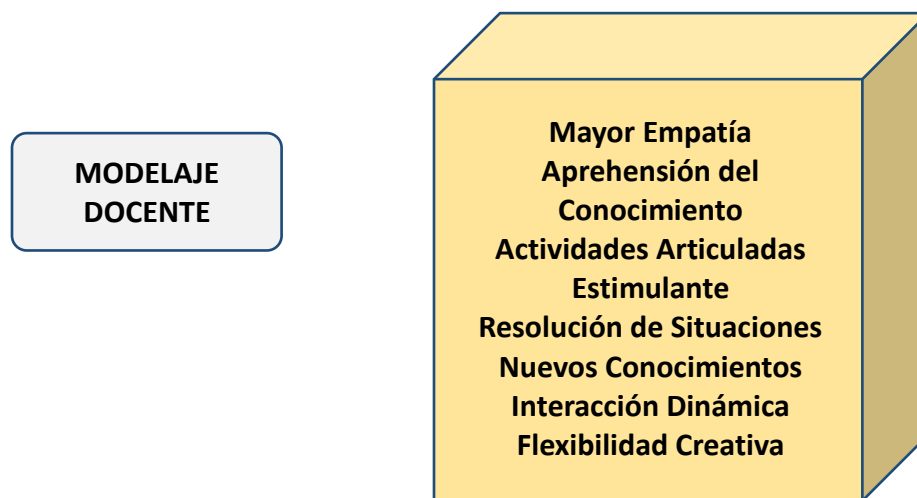 MODELAJE
DOCENTE
Mayor Empatía
Aprehensión del
Conocimiento
Actividades Articuladas
Estimulante
Resolución de Situaciones
Nuevos Conocimientos
Interacción Dinámica
Flexibilidad Creativa